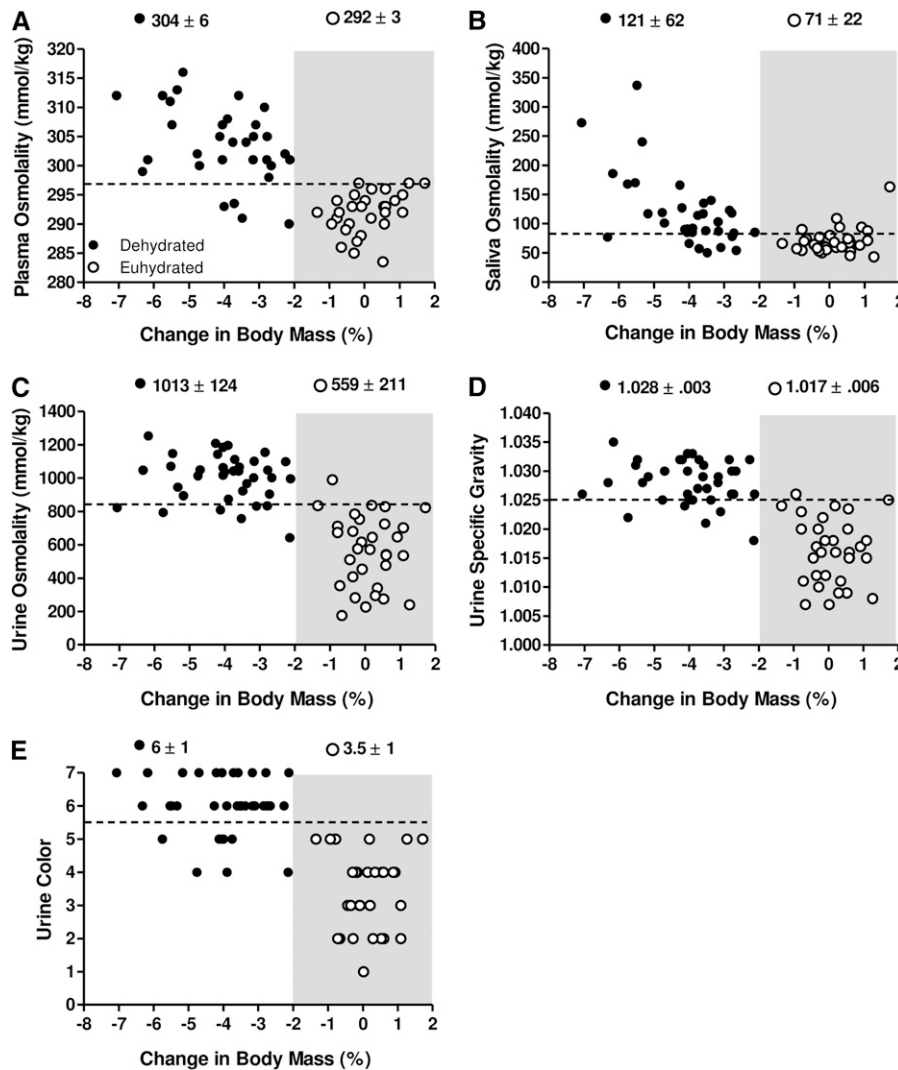 A
● 304 ± 6
○ 292 ± 3
Plasma Osmolality (mmol/kg)
320
315
310
305
300
295
290
285
280
● Dehydrated
○ Euhydrated
-8 -7 -6 -5 -4 -3 -2 -1 0 1 2
Change in Body Mass (%)
B
● 121 ± 62
○ 71 ± 22
Saliva Osmolality (mmol/kg)
400
350
300
250
200
150
100
50
0
-8 -7 -6 -5 -4 -3 -2 -1 0 1 2
Change in Body Mass (%)
C
● 1013 ± 124
○ 559 ± 211
Urine Osmolality (mmol/kg)
1400
1200
1000
800
600
400
200
0
-8 -7 -6 -5 -4 -3 -2 -1 0 1 2
Change in Body Mass (%)
D
● 1.028 ± .003
○ 1.017 ± .006
Urine Specific Gravity
1.040
1.035
1.030
1.025
1.020
1.015
1.010
1.005
1.000
-8 -7 -6 -5 -4 -3 -2 -1 0 1 2
Change in Body Mass (%)
E
● 6 ± 1
○ 3.5 ± 1
Urine Color
7
6
5
4
3
2
1
0
-8 -7 -6 -5 -4 -3 -2 -1 0 1 2
Change in Body Mass (%)